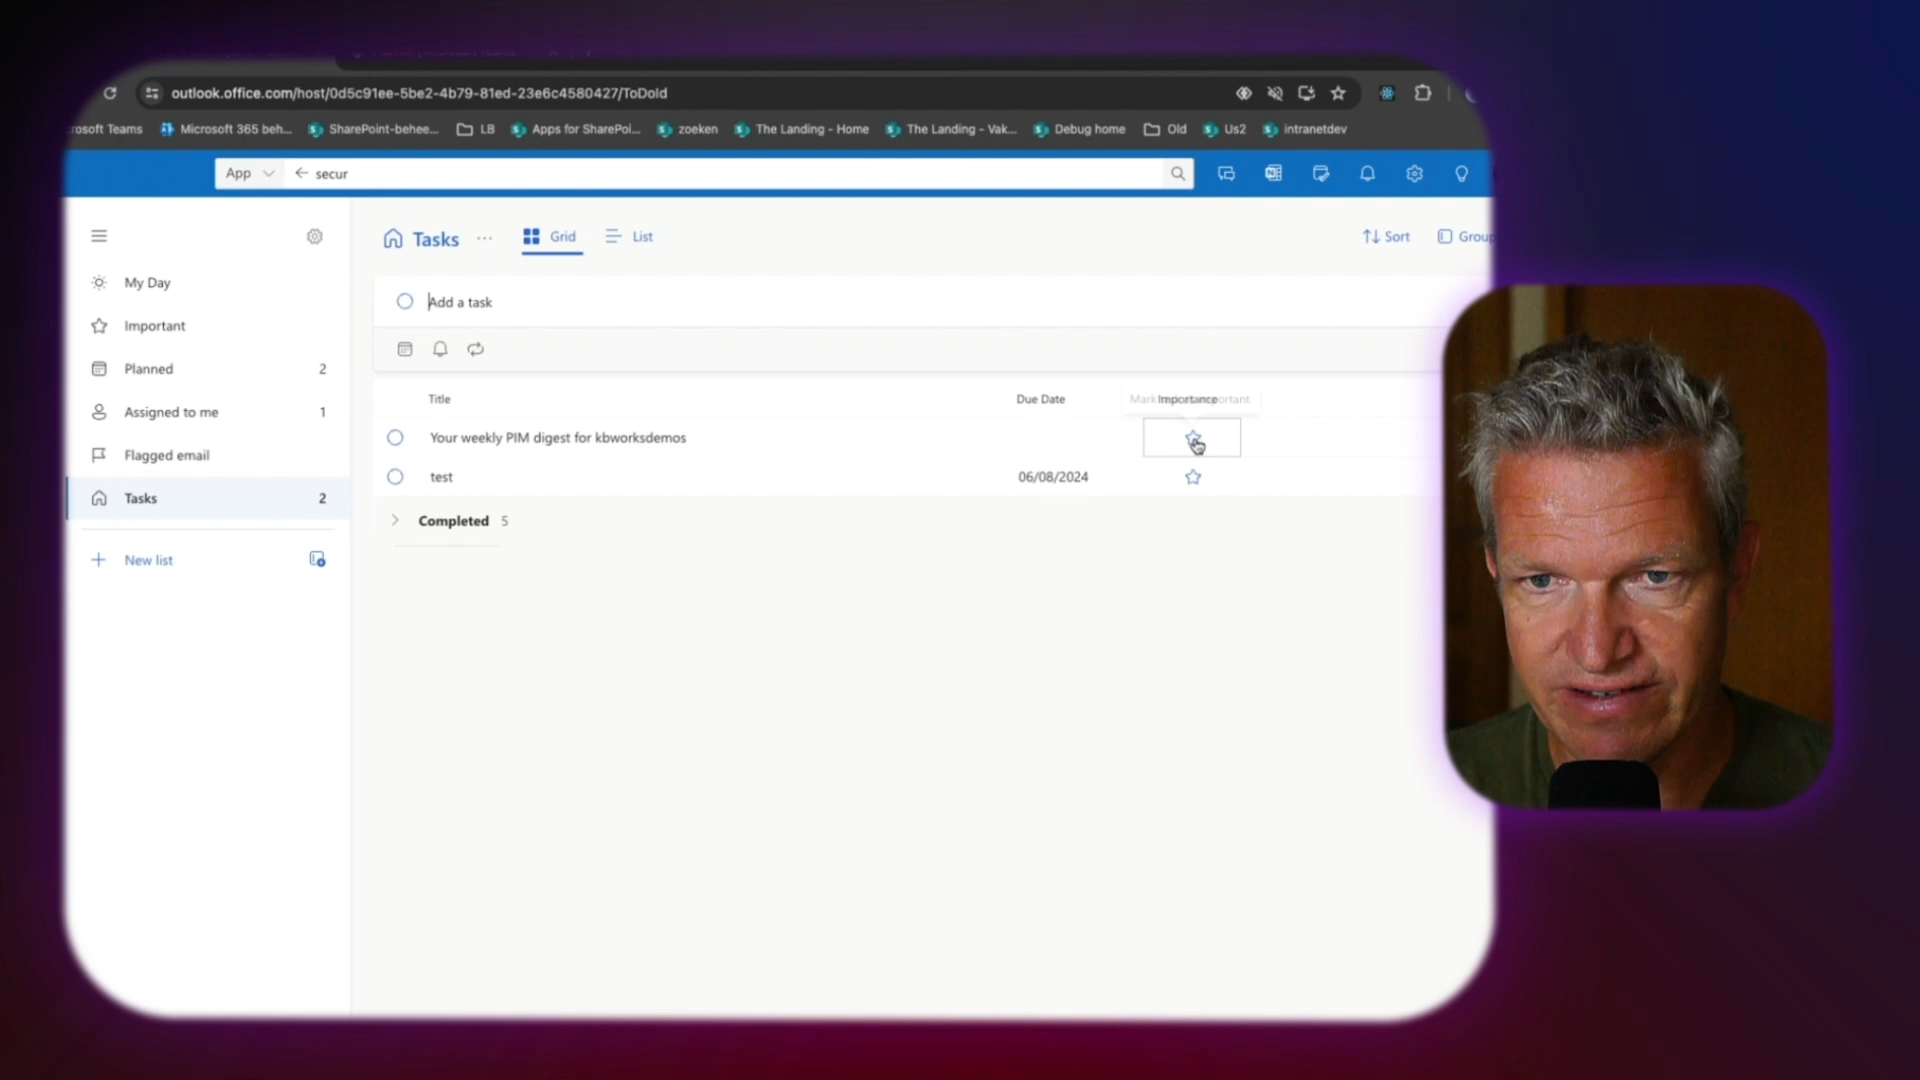 outlook.office.com/host/0d5c91ee-5be2-4b79-81ed-23e6c4580427/ToDoId
rosoft Teams Microsoft 365 beh... SharePoint-behee... LB Apps for SharePoi... zoeken The Landing - Home The Landing - Vak... Debug home Old Us2 intranetdev
App secur
Tasks ... Grid List Sort Group
My Day
Important
Planned 2
Assigned to me 1
Flagged email
Tasks 2
New list
Add a task
Title Due Date Importance
Your weekly PIM digest for kbworksdemos
test 06/08/2024
Completed 5